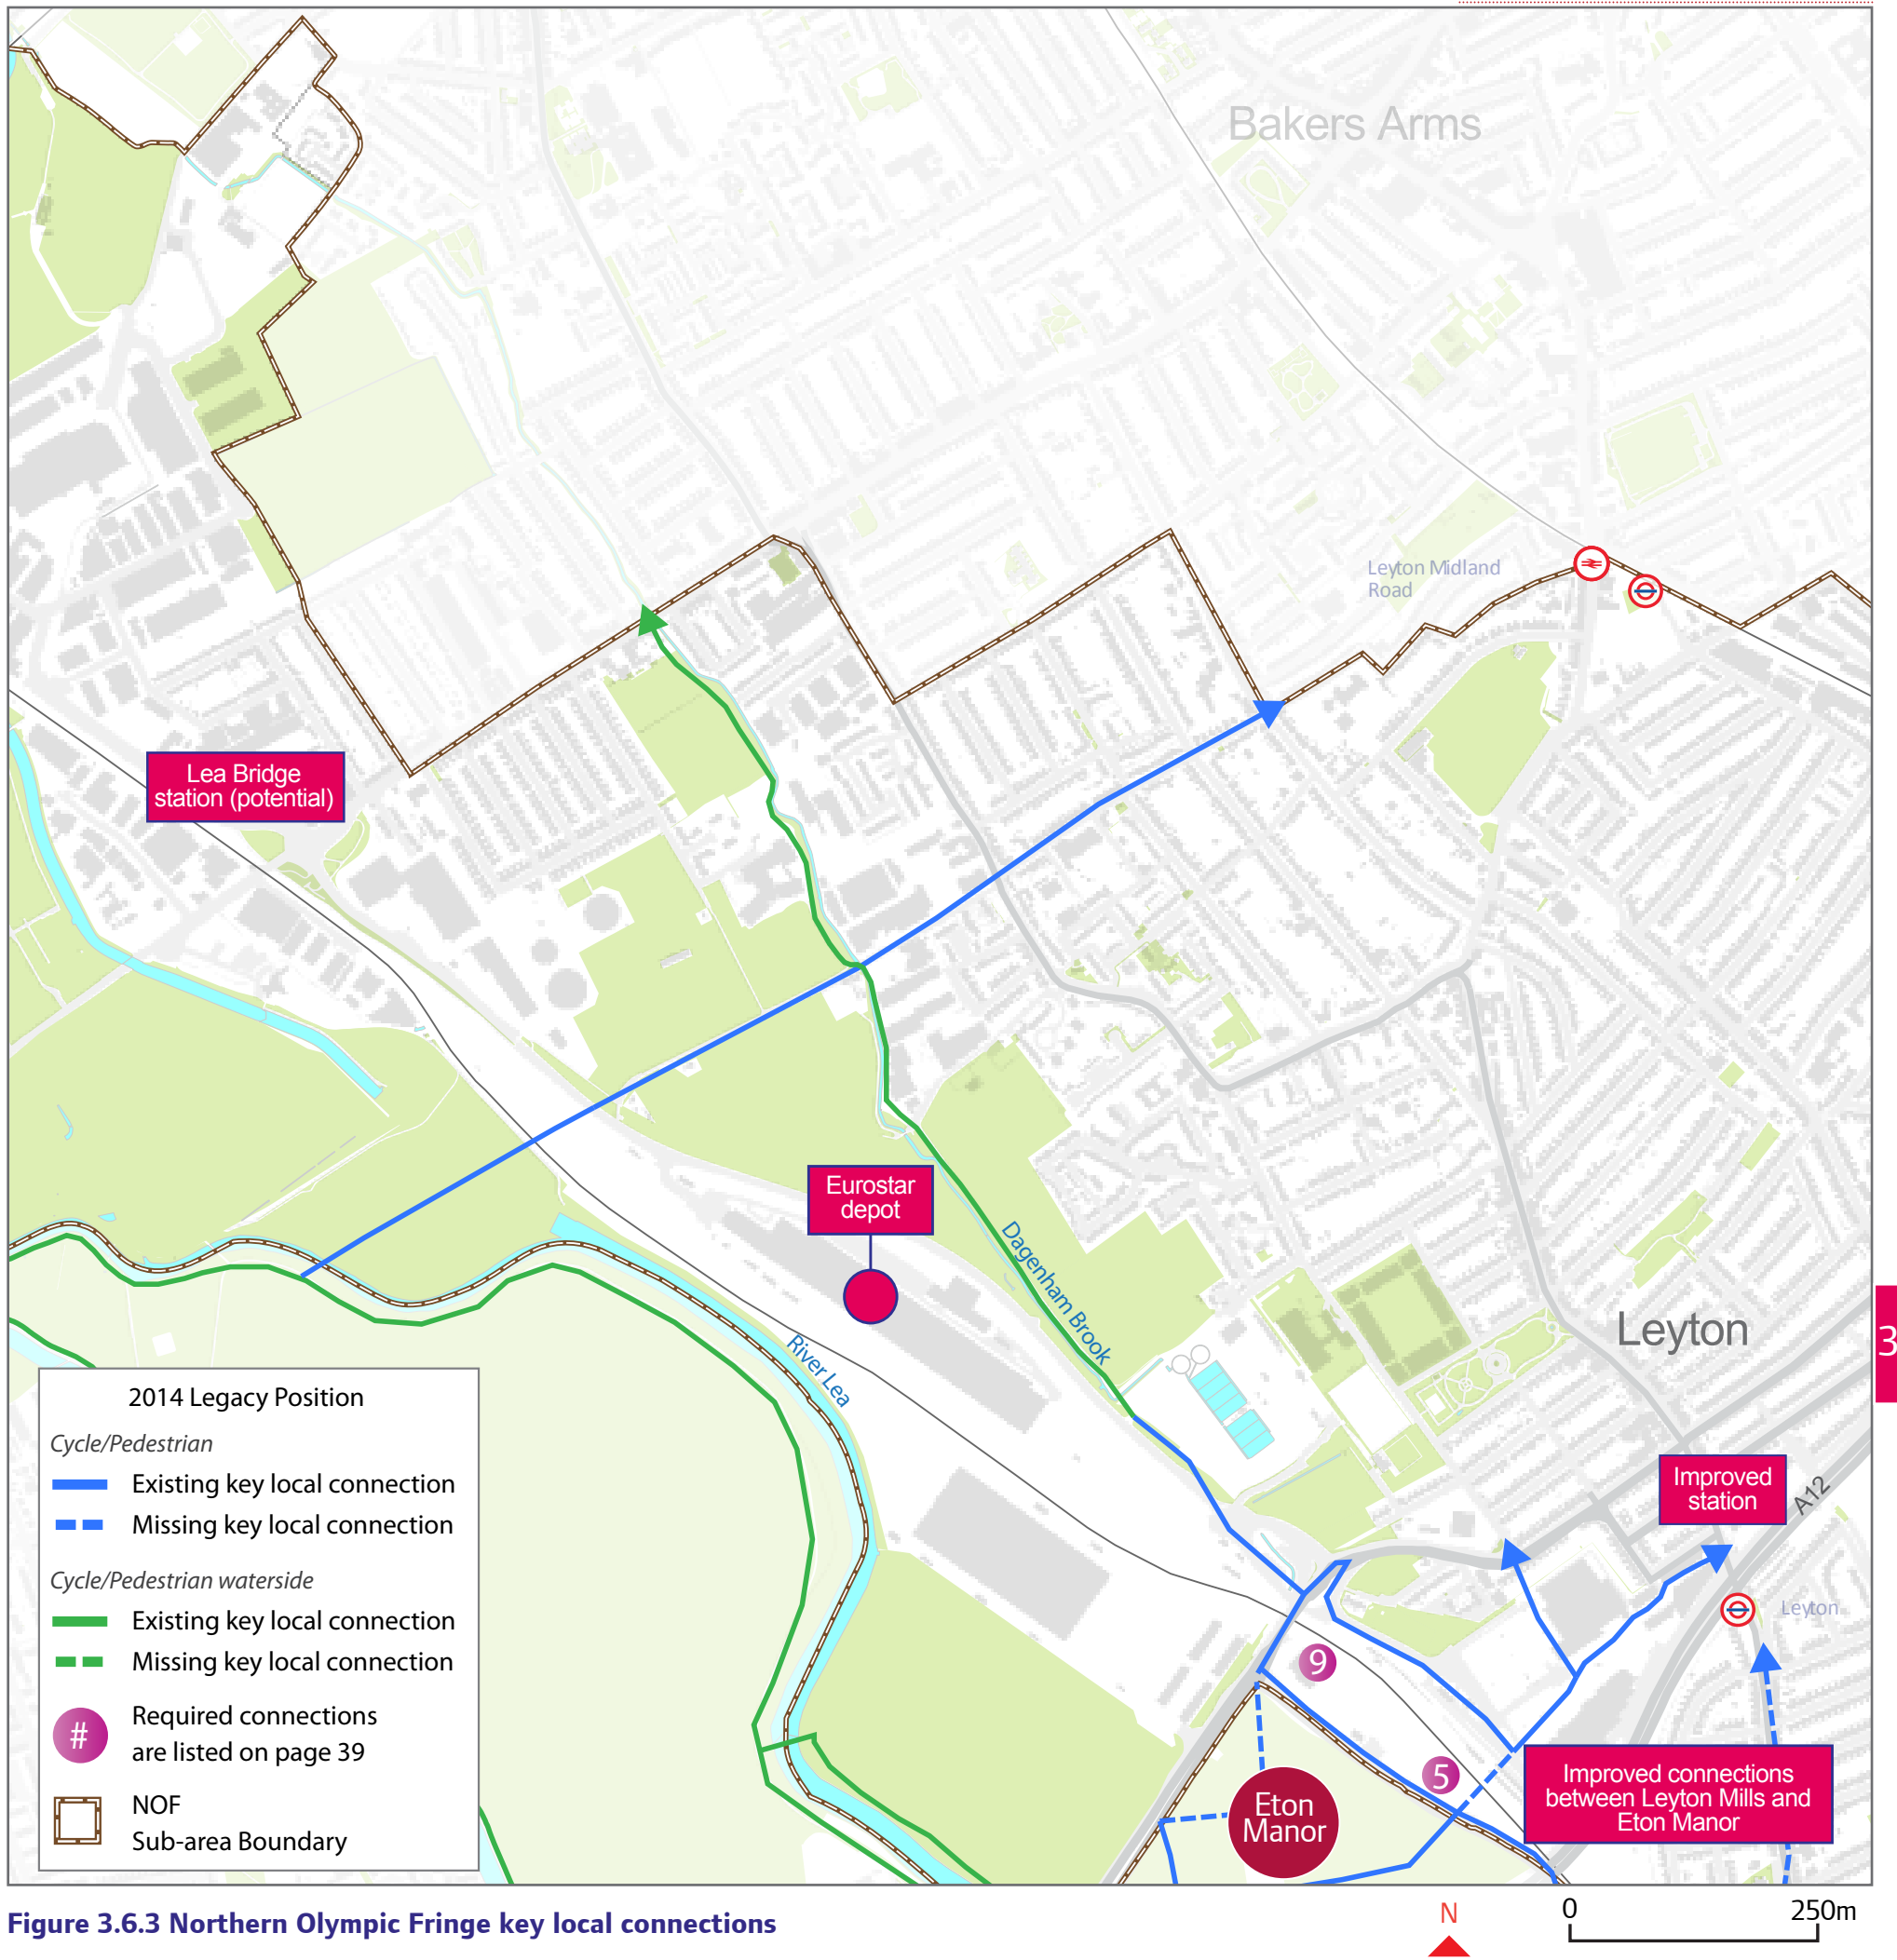 Bakers Arms
Leyton Midland
Road
Lea Bridge
station (potential)
Eurostar
depot
Dagenham Brook
River Lea
Leyton
3
2014 Legacy Position
Cycle/Pedestrian
Existing key local connection
Missing key local connection
Cycle/Pedestrian waterside
Existing key local connection
Missing key local connection
#
Required connections
are listed on page 39
NOF
Sub-area Boundary
Improved
station
A12
Leyton
9
5
Eton
Manor
Improved connections
between Leyton Mills and
Eton Manor
Figure 3.6.3 Northern Olympic Fringe key local connections
N
0 250m